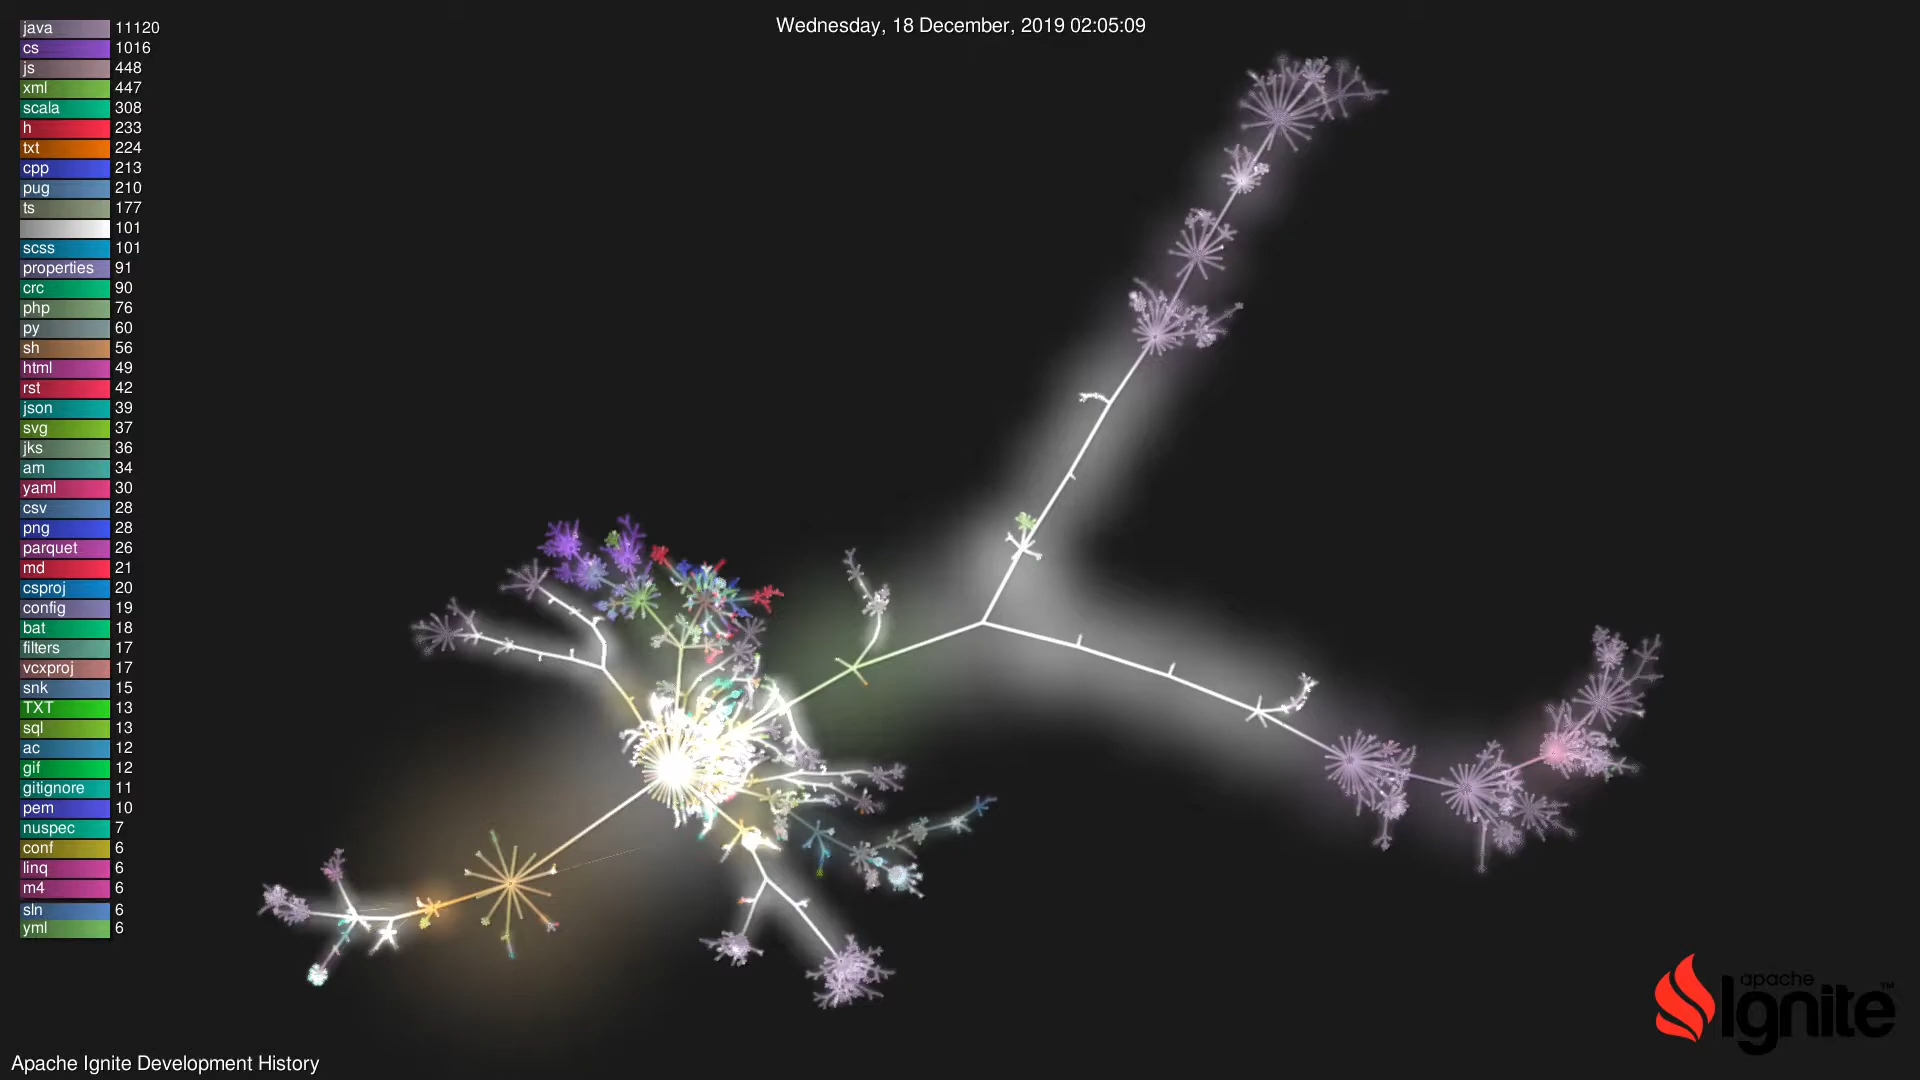 Wednesday, 18 December, 2019 02:05:09
java 11120
cs 1016
js 448
xml 447
scala 308
h 233
txt 224
cpp 213
pug 210
ts 177
101
scss 101
properties 91
crc 90
php 76
py 60
sh 56
html 49
rst 42
json 39
svg 37
jks 36
am 34
yaml 30
csv 28
png 28
parquet 26
md 21
csproj 20
config 19
bat 18
filters 17
vcxproj 17
snk 15
TXT 13
sql 13
ac 12
gif 12
gitignore 11
pem 10
nuspec 7
conf 6
linq 6
m4 6
sln 6
yml 6
apache
Ignite™
Apache Ignite Development History